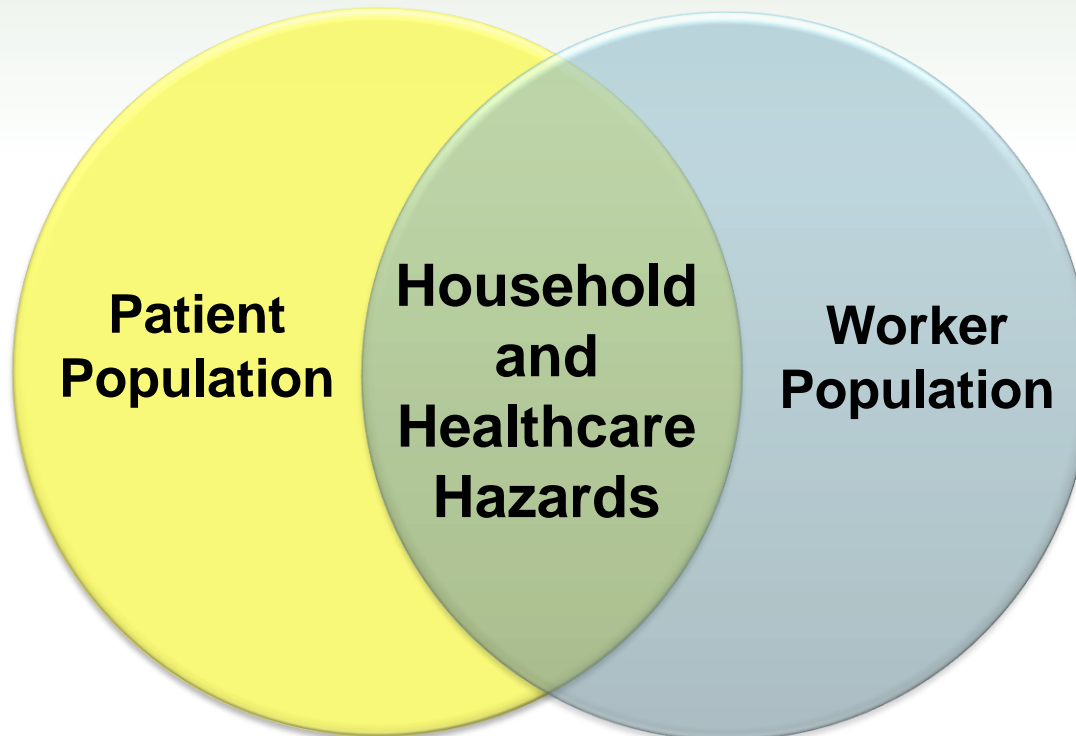 Patient
Population
Household
and
Healthcare
Hazards
Worker
Population